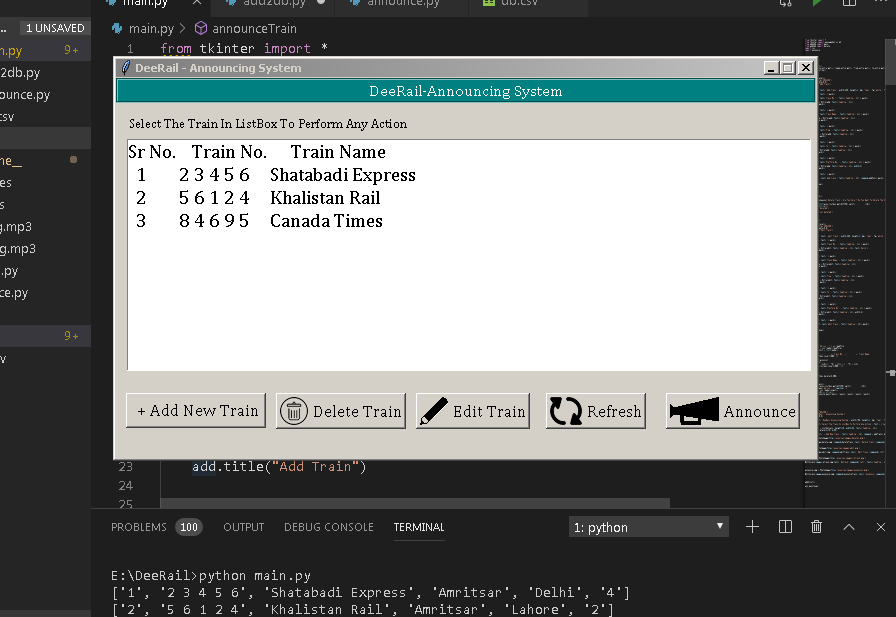 main.py add2db.py announce.py db.csv
1 UNSAVED
main.py > announceTrain
n.py 9+
1 from tkinter import *
2db.py
DeeRail - Announcing System
ounce.py
DeeRail-Announcing System
sv
Select The Train In ListBox To Perform Any Action
Sr No. Train No. Train Name
1 2 3 4 5 6 Shatabadi Express
2 5 6 1 2 4 Khalistan Rail
3 8 4 6 9 5 Canada Times
ne__
es
s
g.mp3
g.mp3
.py
ce.py
9+
v
+ Add New Train Delete Train Edit Train Refresh Announce
23 add.title("Add Train")
24
25
PROBLEMS 100 OUTPUT DEBUG CONSOLE TERMINAL 1: python
E:\DeeRail>python main.py
['1', '2 3 4 5 6', 'Shatabadi Express', 'Amritsar', 'Delhi', '4']
['2', '5 6 1 2 4', 'Khalistan Rail', 'Amritsar', 'Lahore', '2']